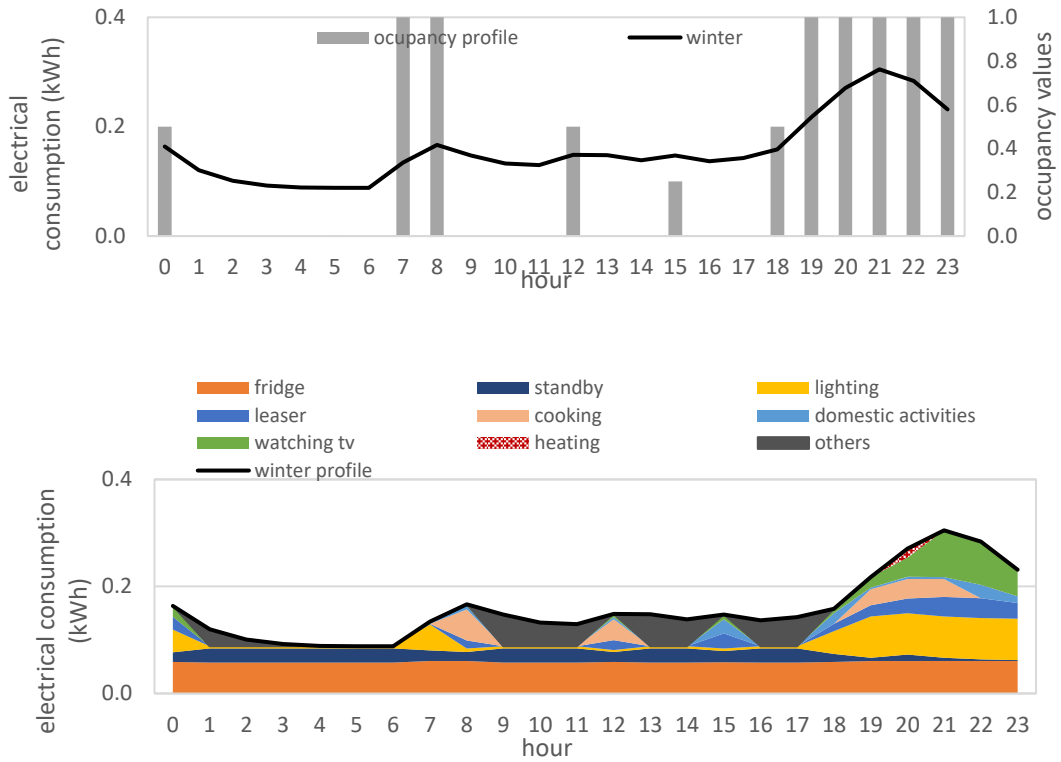 0.4 1.0
ocupancy profile winter
0.8
0.6
0.2
0.4
0.2
0.0 0.0
electrical
consumption (kWh)
occupancy values
0 1 2 3 4 5 6 7 8 9 10 11 12 13 14 15 16 17 18 19 20 21 22 23
hour
fridge standby lighting
leaser cooking domestic activities
watching tv heating others
winter profile
0.4
0.2
0.0
electrical consumption
(kWh)
0 1 2 3 4 5 6 7 8 9 10 11 12 13 14 15 16 17 18 19 20 21 22 23
hour